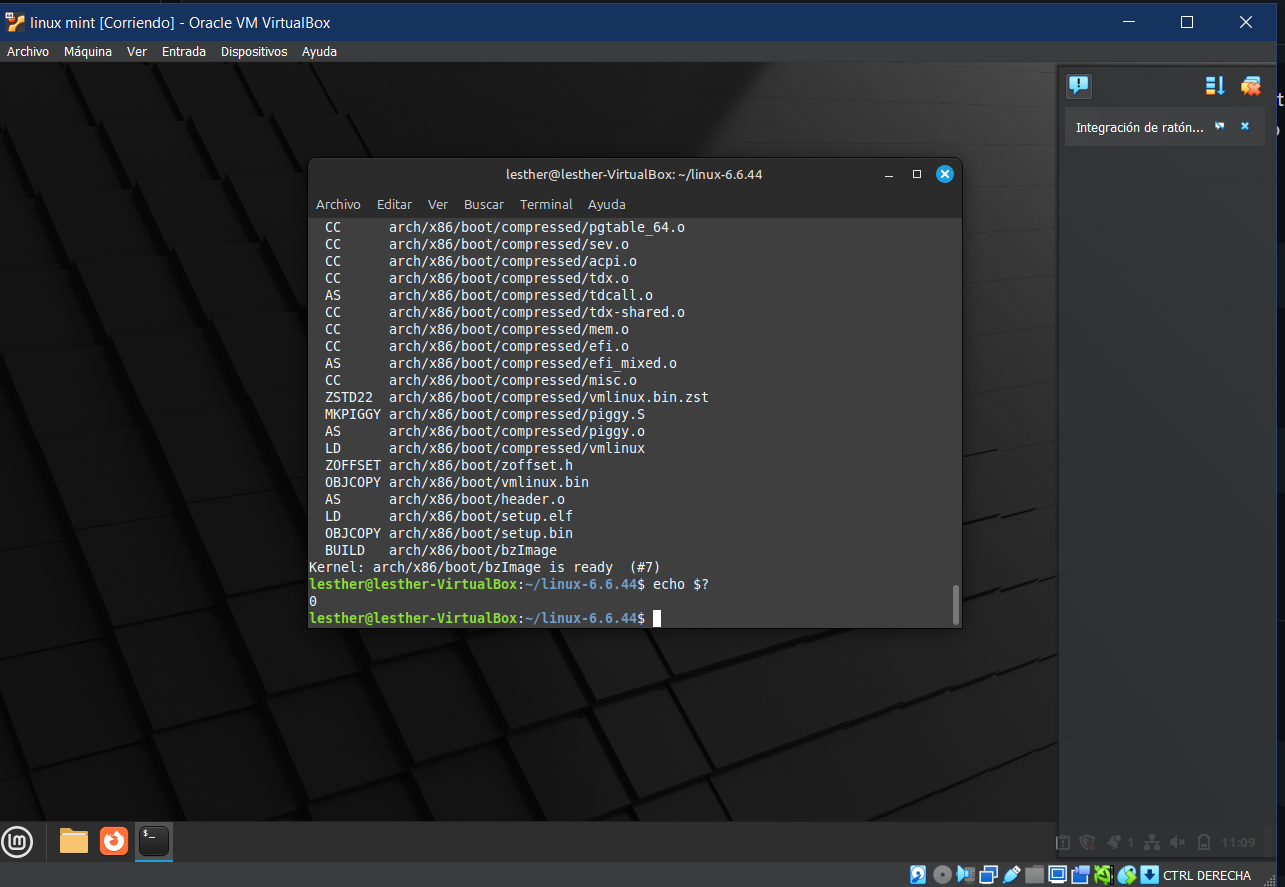 linux mint [Corriendo] - Oracle VM VirtualBox
Archivo Máquina Ver Entrada Dispositivos Ayuda
Integración de ratón...
lesther@lesther-VirtualBox: ~/linux-6.6.44
Archivo Editar Ver Buscar Terminal Ayuda
CC arch/x86/boot/compressed/pgtable_64.o
CC arch/x86/boot/compressed/sev.o
CC arch/x86/boot/compressed/acpi.o
CC arch/x86/boot/compressed/tdx.o
AS arch/x86/boot/compressed/tdcall.o
CC arch/x86/boot/compressed/tdx-shared.o
CC arch/x86/boot/compressed/mem.o
CC arch/x86/boot/compressed/efi.o
AS arch/x86/boot/compressed/efi_mixed.o
CC arch/x86/boot/compressed/misc.o
ZSTD22 arch/x86/boot/compressed/vmlinux.bin.zst
MKPIGGY arch/x86/boot/compressed/piggy.S
AS arch/x86/boot/compressed/piggy.o
LD arch/x86/boot/compressed/vmlinux
ZOFFSET arch/x86/boot/zoffset.h
OBJCOPY arch/x86/boot/vmlinux.bin
AS arch/x86/boot/header.o
LD arch/x86/boot/setup.elf
OBJCOPY arch/x86/boot/setup.bin
BUILD arch/x86/boot/bzImage
Kernel: arch/x86/boot/bzImage is ready (#7)
lesther@lesther-VirtualBox:~/linux-6.6.44$ echo $?
0
lesther@lesther-VirtualBox:~/linux-6.6.44$
1 11:09
CTRL DERECHA